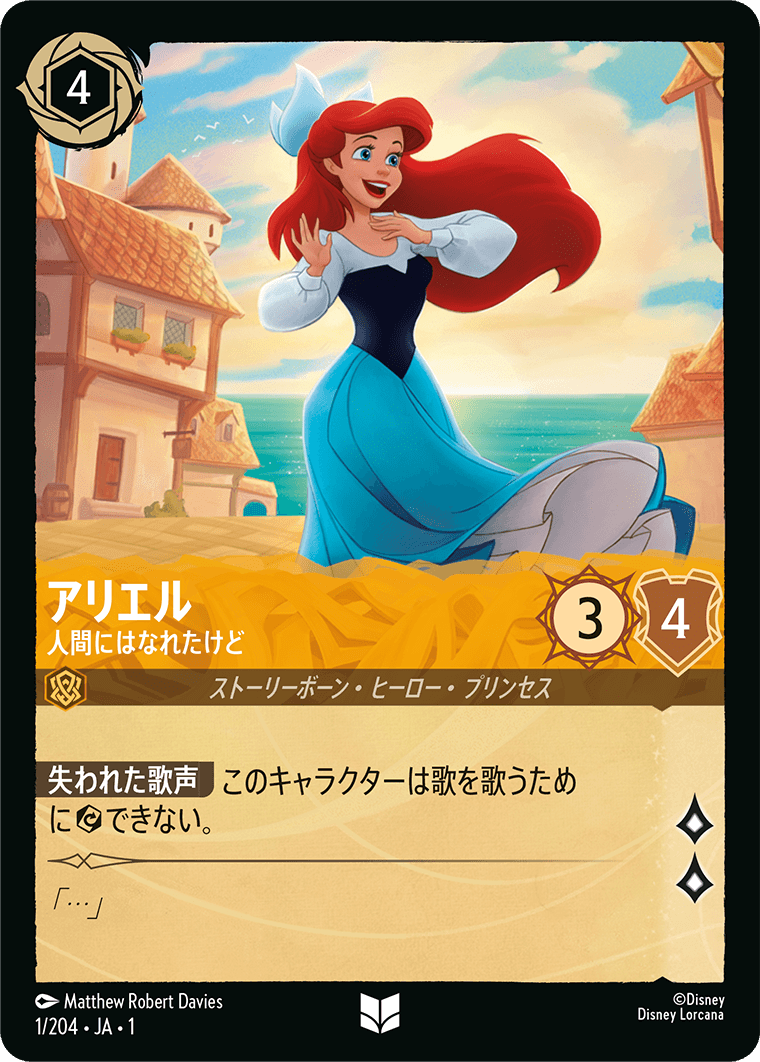 4
アリエル
人間にはなれたけど
3
4
ストーリーボーン・ヒーロー・プリンセス
失われた歌声 このキャラクターは歌を歌うため
に できない。
「…」
Matthew Robert Davies
1/204・JA・1
©Disney
Disney Lorcana